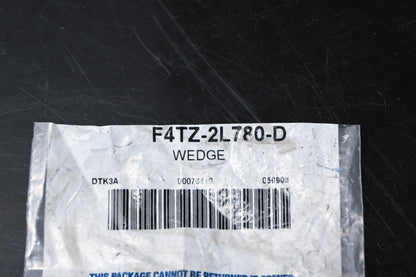 F4TZ-2L780-D
WEDGE
DTK3A
THIS PACKAGE CANNOT BE RETURNED IF OPENED